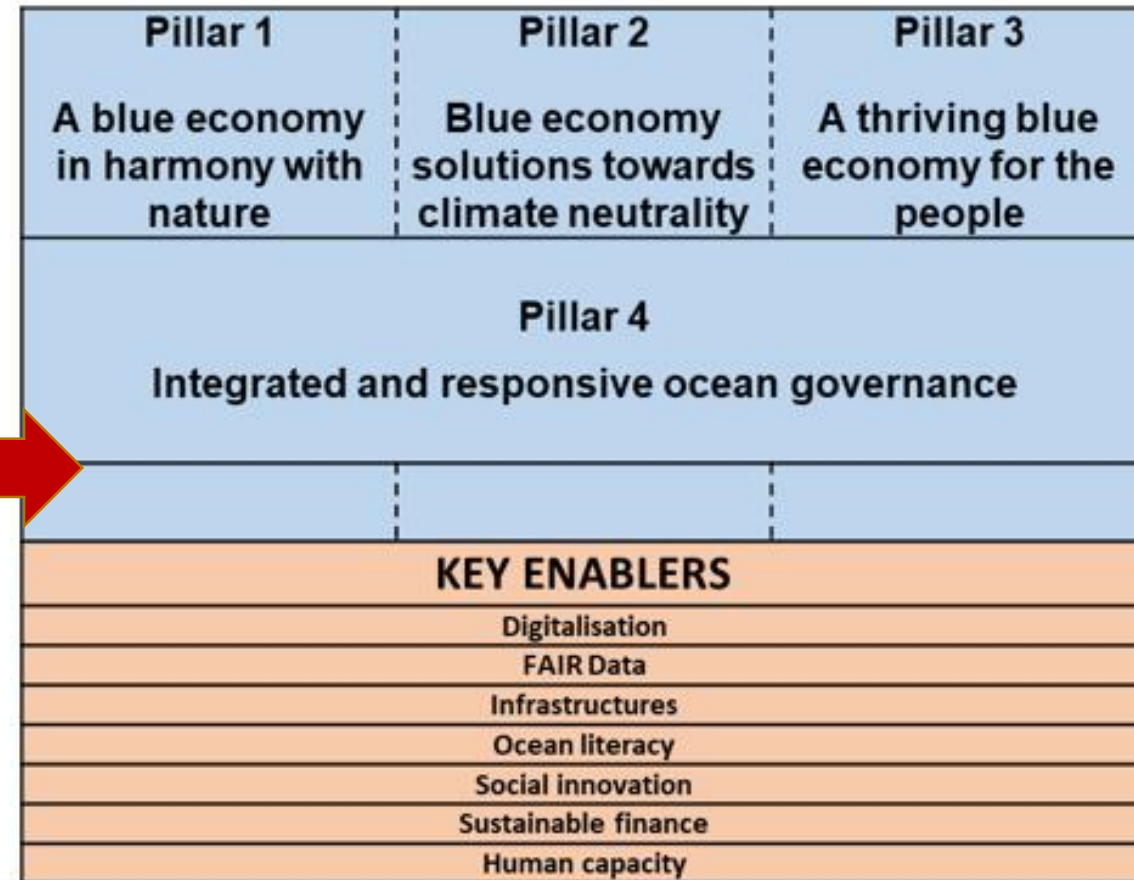 Pillar 1
A blue economy
in harmony with
nature
Pillar 2
Blue economy
solutions towards
climate neutrality
Pillar 3
A thriving blue
economy for the
people
Pillar 4
Integrated and responsive ocean governance
KEY ENABLERS
Digitalisation
FAIR Data
Infrastructures
Ocean literacy
Social innovation
Sustainable finance
Human capacity